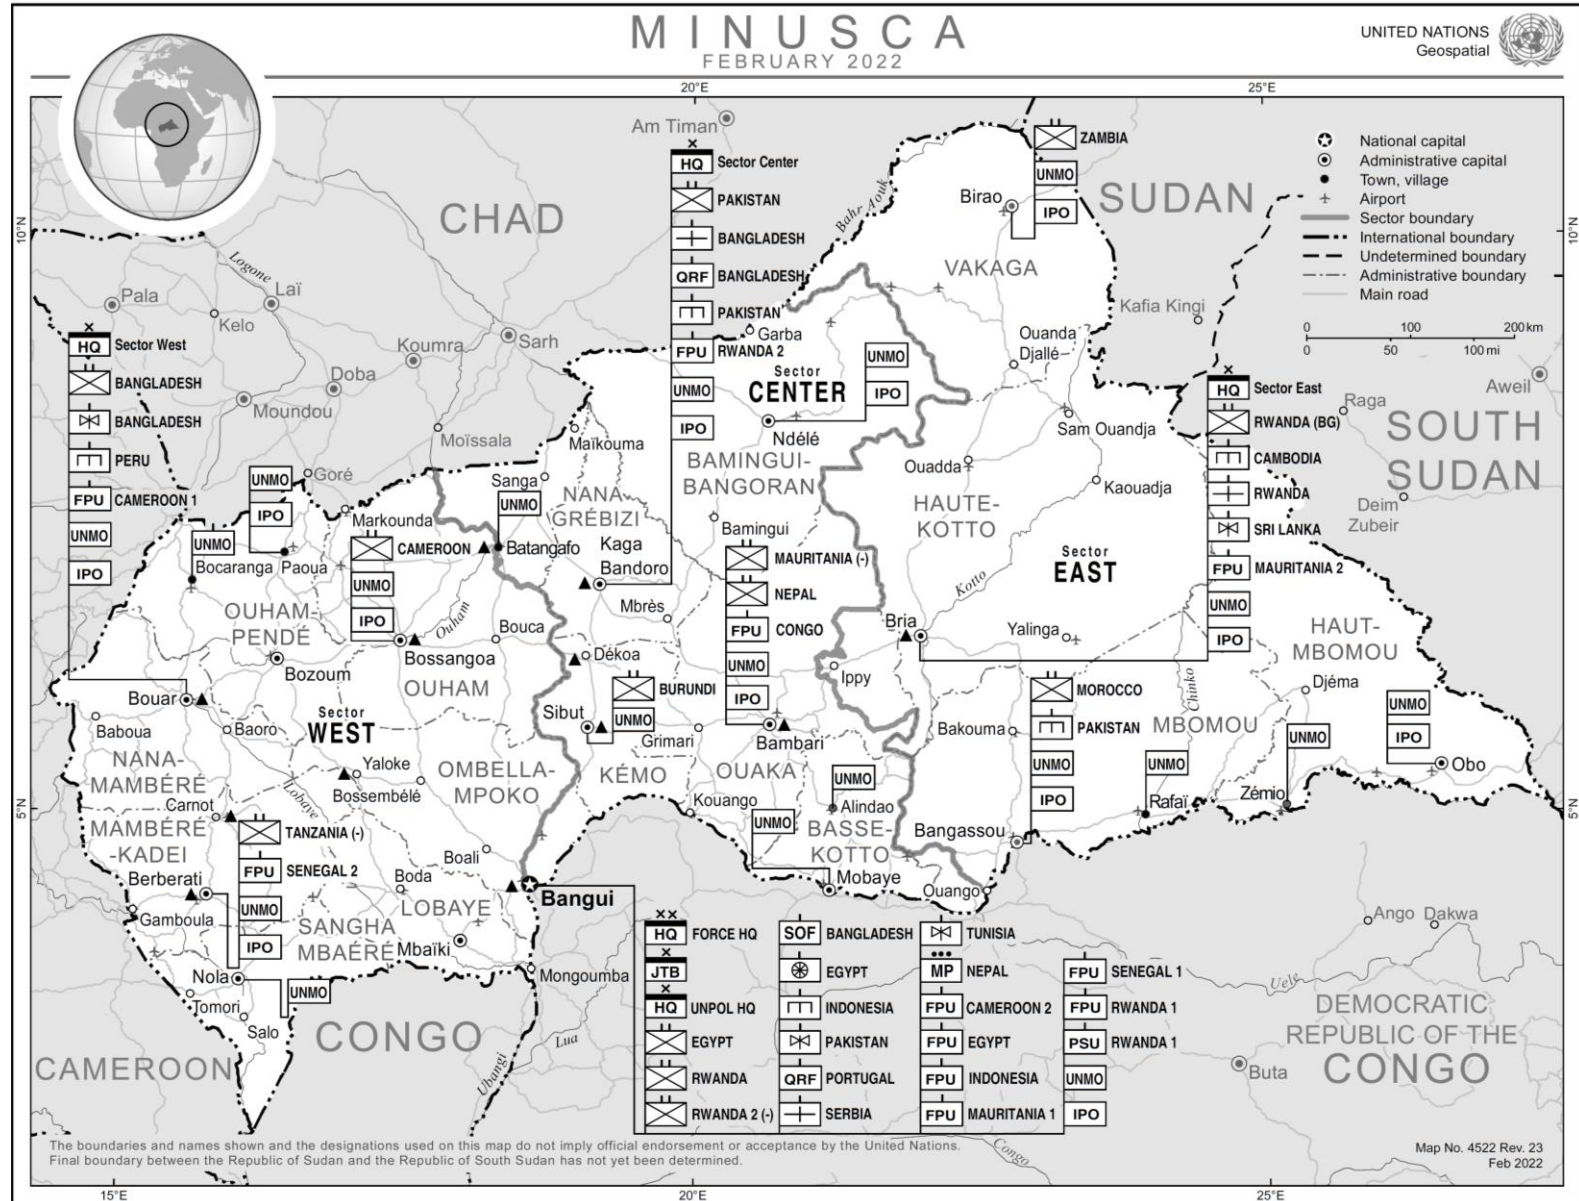 MINUSCA
FEBRUARY 2022
UNITED NATIONS
Geospatial
20°E
25°E
10°N
10°N
5°N
5°N
15°E
20°E
25°E
National capital
Administrative capital
Town, village
Airport
Sector boundary
International boundary
Undetermined boundary
Administrative boundary
Main road
0 100 200 km
0 50 100 mi
CHAD
SUDAN
SOUTH
SUDAN
DEMOCRATIC
REPUBLIC OF THE
CONGO
CONGO
CAMEROON
Am Timan
Bahr Aouk
Logone
Pala
Laï
Kelo
Koumra
Sarh
Doba
Moundou
Moïssala
Goré
Kafia Kingi
Aweil
Raga
Deim
Zubeir
Ango
Dakwa
Uele
Buta
Lua
Ubangi
Congo
HQ Sector West
BANGLADESH
BANGLADESH
PERU
FPU CAMEROON 1
UNMO
IPO
HQ Sector Center
PAKISTAN
BANGLADESH
QRF BANGLADESH
PAKISTAN
FPU RWANDA 2
UNMO
IPO
ZAMBIA
UNMO
IPO
Birao
VAKAGA
Garba
Ouanda
Djallé
UNMO
IPO
Sector
CENTER
Ndélé
BAMINGUI-
BANGORAN
Sam Ouandja
Ouadda
Kaouadja
HAUTE-
KOTTO
Sector
EAST
Kotto
HQ Sector East
RWANDA (BG)
CAMBODIA
RWANDA
SRI LANKA
FPU MAURITANIA 2
UNMO
IPO
Maïkouma
Sanga
NANA-
GRÉBIZI
UNMO
Batangafo
Kaga
Bandoro
Bamingui
Mbrès
UNMO
IPO
Markounda
UNMO
Bocaranga
Paoua
CAMEROON
UNMO
IPO
OUHAM-
PENDÉ
Ouham
Bouca
Bossangoa
Bozoum
OUHAM
Dékoa
MAURITANIA (-)
NEPAL
FPU CONGO
UNMO
IPO
Bria
Yalinga
Ippy
HAUT-
MBOMOU
Djéma
Chinko
BURUNDI
UNMO
Sibut
Grimari
Bambari
MOROCCO
PAKISTAN
UNMO
IPO
Bakouma
MBOMOU
UNMO
IPO
Obo
UNMO
Zémio
UNMO
Rafaï
Bangassou
Bouar
Baboua
Baoro
Sector
WEST
NANA-
MAMBÉRÉ
Yaloke
Bossembélé
Lobaye
OMBELLA-
MPOKO
KÉMO
OUAKA
Kouango
UNMO
Alindao
UNMO
BASSE-
KOTTO
Mobaye
Ouango
Carnot
MAMBÉRÉ
-KADEI
Berberati
TANZANIA (-)
FPU SENEGAL 2
UNMO
IPO
Boali
Boda
LOBAYE
Bangui
Gamboula
SANGHA
MBAÉRÉ
Mbaïki
Mongoumba
Nola
UNMO
Tomori
Salo
HQ FORCE HQ
JTB
HQ UNPOL HQ
EGYPT
RWANDA
RWANDA 2 (-)
SOF BANGLADESH
EGYPT
INDONESIA
PAKISTAN
QRF PORTUGAL
SERBIA
TUNISIA
MP NEPAL
FPU CAMEROON 2
FPU EGYPT
FPU INDONESIA
FPU MAURITANIA 1
FPU SENEGAL 1
FPU RWANDA 1
PSU RWANDA 1
UNMO
IPO
The boundaries and names shown and the designations used on this map do not imply official endorsement or acceptance by the United Nations.
Final boundary between the Republic of Sudan and the Republic of South Sudan has not yet been determined.
Map No. 4522 Rev. 23
Feb 2022